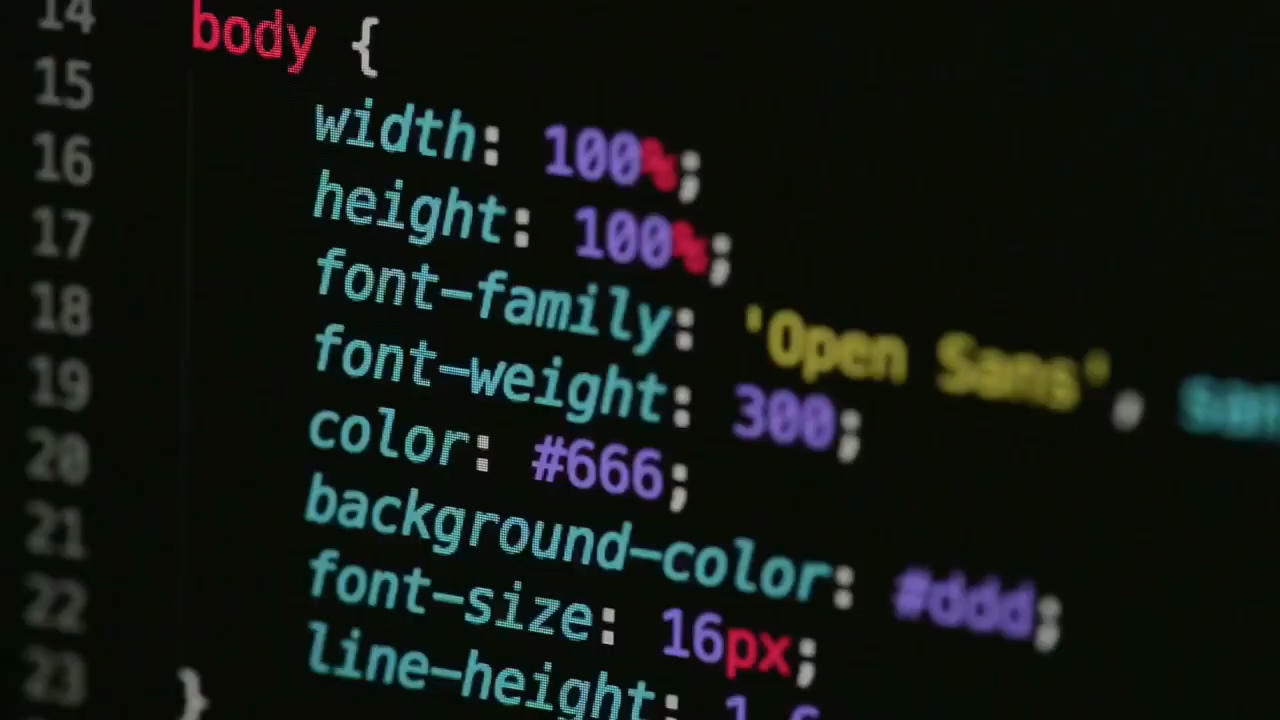 14 body {
15 width: 100%;
16 height: 100%;
17 font-family: 'Open Sans', san
18 font-weight: 300;
19 color: #666;
20 background-color: #ddd;
21 font-size: 16px;
22 line-height:
23 }